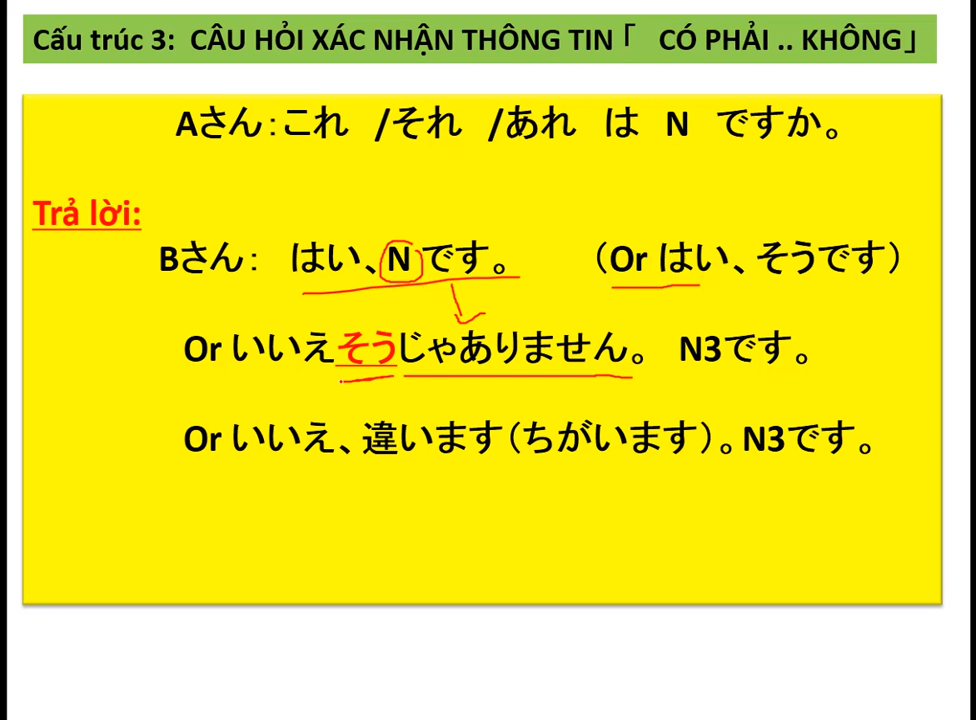 Cấu trúc 3: CÂU HỎI XÁC NHẬN THÔNG TIN「 CÓ PHẢI .. KHÔNG」
Aさん：これ /それ /あれ は N ですか。
Trả lời:
Bさん： はい、Nです。 （Or はい、そうです）
Or いいえそうじゃありません。 N3です。
Or いいえ、違います（ちがいます）。N3です。